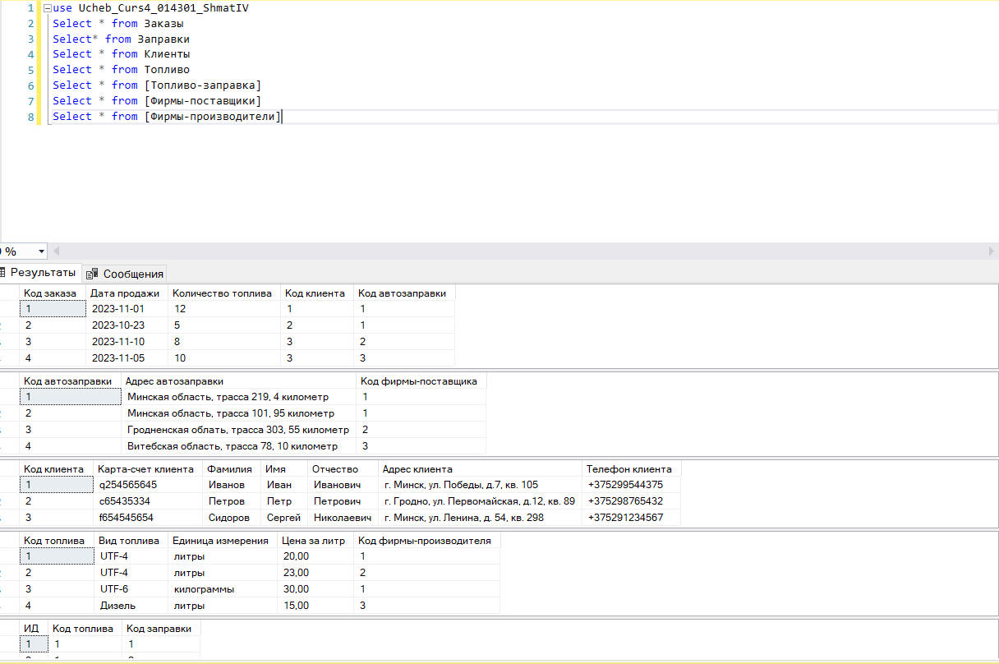 1 use Ucheb_Curs4_014301_ShmatIV
2 Select * from Заказы
3 Select* from Заправки
4 Select * from Клиенты
5 Select * from Топливо
6 Select * from [Топливо-заправка]
7 Select * from [Фирмы-поставщики]
8 Select * from [Фирмы-производители]
%
Результаты Сообщения
Код заказа Дата продажи Количество топлива Код клиента Код автозаправки
1 2023-11-01 12 1 1
2 2023-10-23 5 2 1
3 2023-11-10 8 3 2
4 2023-11-05 10 3 3
Код автозаправки Адрес автозаправки Код фирмы-поставщика
1 Минская область, трасса 219, 4 километр 1
2 Минская область, трасса 101, 95 километр 1
3 Гродненская облать, трасса 303, 55 километр 2
4 Витебская область, трасса 78, 10 километр 3
Код клиента Карта-счет клиента Фамилия Имя Отчество Адрес клиента Телефон клиента
1 q254565645 Иванов Иван Иванович г. Минск, ул. Победы, д.7, кв. 105 +375299544375
2 c65435334 Петров Петр Петрович г. Гродно, ул. Первомайская, д.12, кв. 89 +375298765432
3 f654545654 Сидоров Сергей Николаевич г. Минск, ул. Ленина, д. 54, кв. 298 +375291234567
Код топлива Вид топлива Единица измерения Цена за литр Код фирмы-производителя
1 UTF-4 литры 20,00 1
2 UTF-4 литры 23,00 2
3 UTF-6 килограммы 30,00 1
4 Дизель литры 15,00 3
ИД Код топлива Код заправки
1 1 1